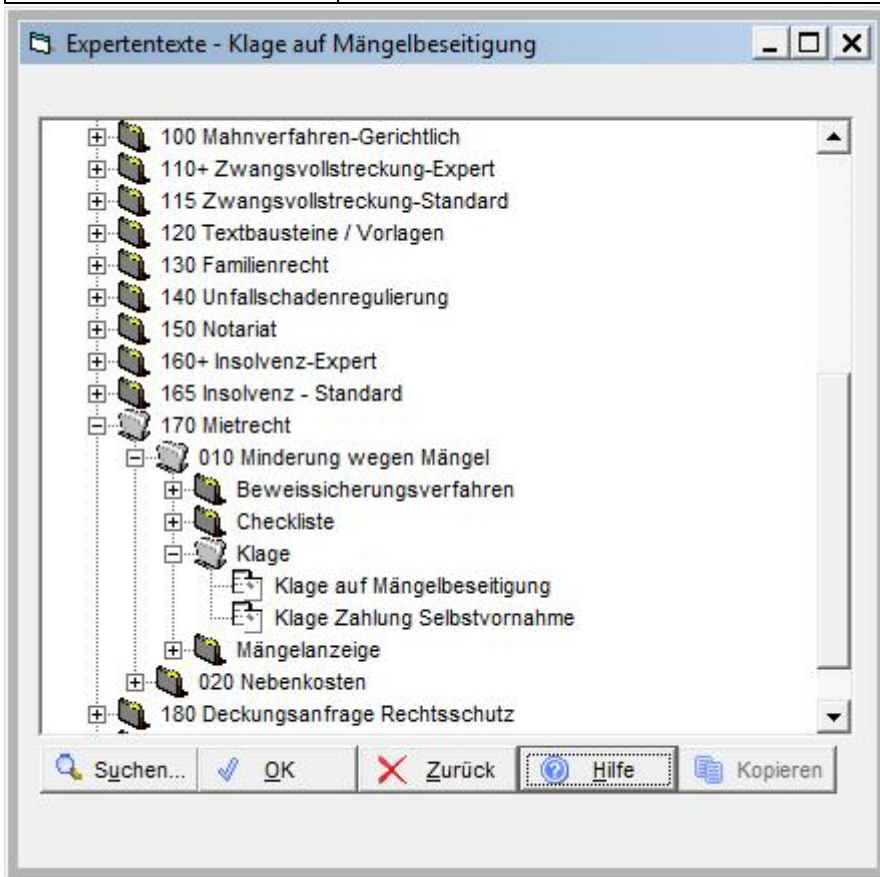 Expertentexte - Klage auf Mängelbeseitigung
100 Mahnverfahren-Gerichtlich
110+ Zwangsvollstreckung-Expert
115 Zwangsvollstreckung-Standard
120 Textbausteine / Vorlagen
130 Familienrecht
140 Unfallschadenregulierung
150 Notariat
160+ Insolvenz-Expert
165 Insolvenz - Standard
170 Mietrecht
010 Minderung wegen Mängel
Beweissicherungsverfahren
Checkliste
Klage
Klage auf Mängelbeseitigung
Klage Zahlung Selbstvornahme
Mängelanzeige
020 Nebenkosten
180 Deckungsanfrage Rechtsschutz
Suchen... OK Zurück Hilfe Kopieren